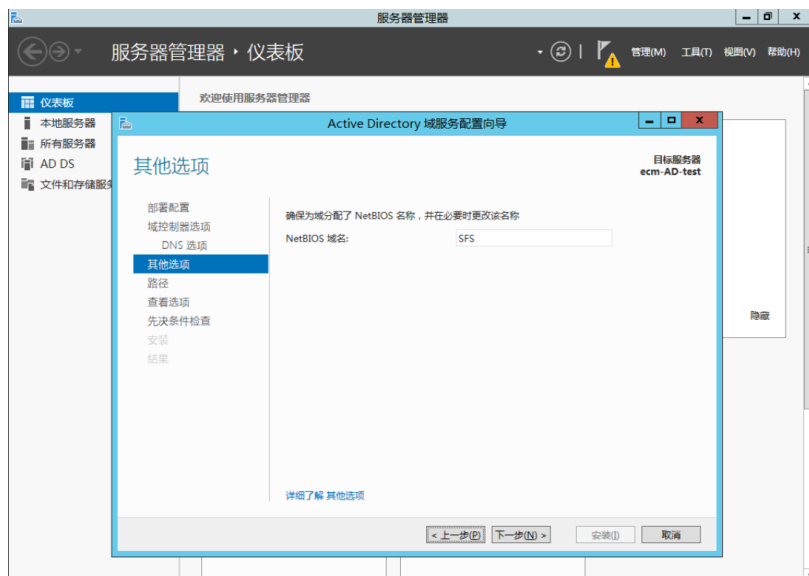 服务器管理器
服务器管理器 · 仪表板
管理(M) 工具(T) 视图(V) 帮助(H)
仪表板
本地服务器
所有服务器
AD DS
文件和存储服务
欢迎使用服务器管理器
Active Directory 域服务配置向导
其他选项
目标服务器
ecm-AD-test
部署配置
域控制器选项
DNS 选项
其他选项
路径
查看选项
先决条件检查
安装
结果
确保为域分配了 NetBIOS 名称，并在必要时更改该名称
NetBIOS 域名: SFS
详细了解 其他选项
隐藏
< 上一步(P) 下一步(N) > 安装(I) 取消